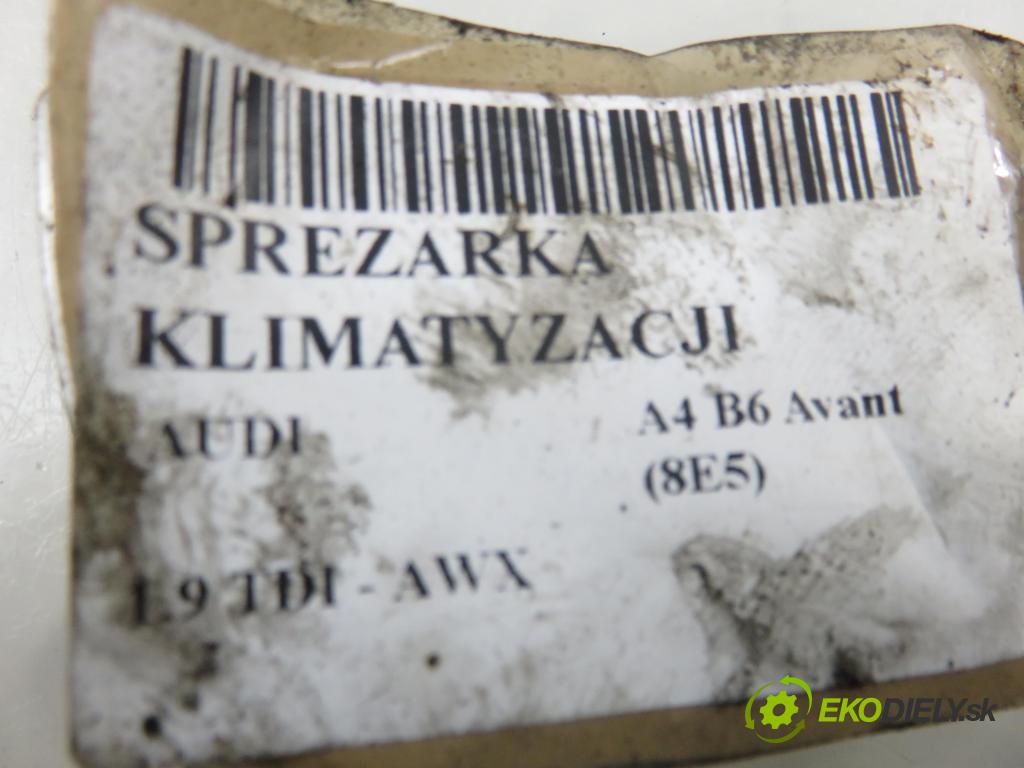 SPREZARKA
KLIMATYZACJI
AUDI A4 B6 Avant
(8E5)
1.9 TDI - AWX
EKODIELY.sk